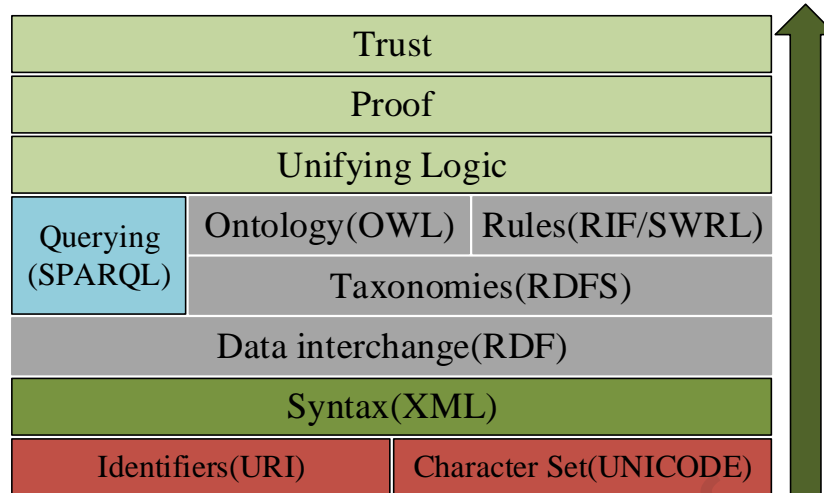 Trust
Proof
Unifying Logic
Querying
(SPARQL)
Ontology(OWL)
Rules(RIF/SWRL)
Taxonomies(RDFS)
Data interchange(RDF)
Syntax(XML)
Identifiers(URI)
Character Set(UNICODE)